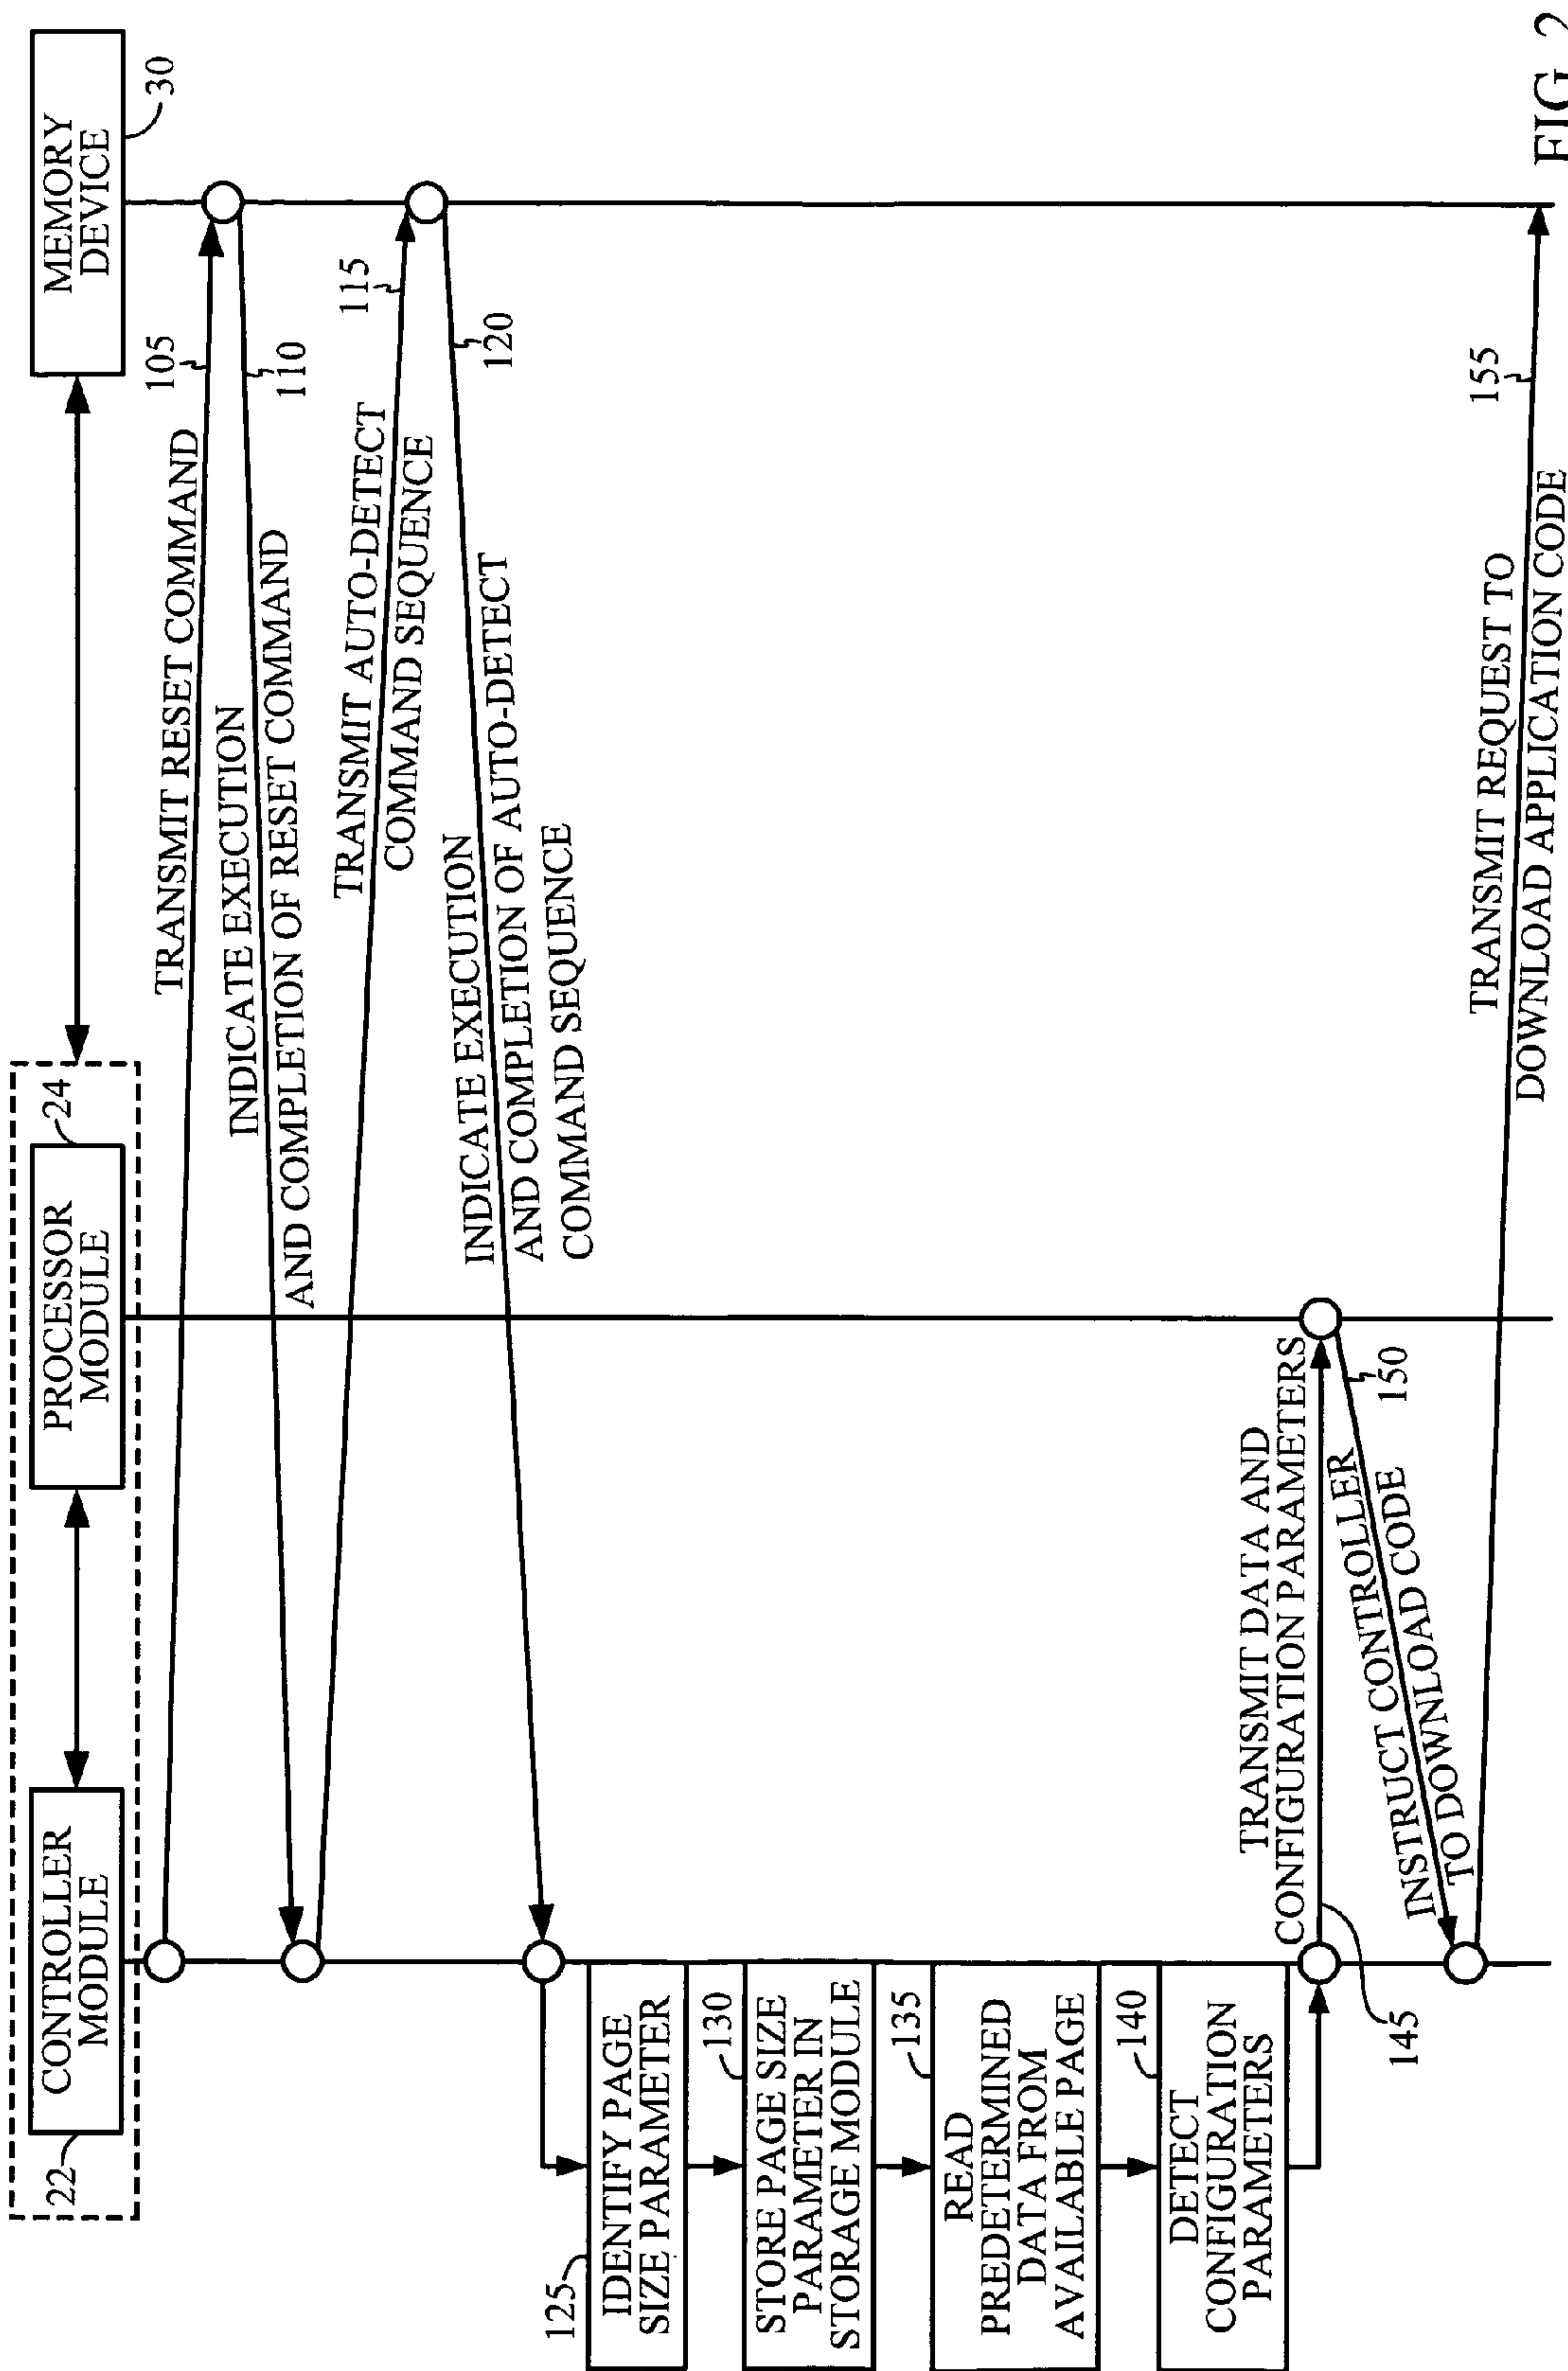 CONTROLLER
MODULE
22
PROCESSOR
MODULE
24
MEMORY
DEVICE
30
TRANSMIT RESET COMMAND
105
INDICATE EXECUTION
AND COMPLETION OF RESET COMMAND
110
TRANSMIT AUTO-DETECT
COMMAND SEQUENCE
115
INDICATE EXECUTION
AND COMPLETION OF AUTO-DETECT
COMMAND SEQUENCE
120
125
IDENTIFY PAGE
SIZE PARAMETER
130
STORE PAGE SIZE
PARAMETER IN
STORAGE MODULE
135
READ
PREDETERMINED
DATA FROM
AVAILABLE PAGE
140
DETECT
CONFIGURATION
PARAMETERS
TRANSMIT DATA AND
CONFIGURATION PARAMETERS
145
INSTRUCT CONTROLLER
TO DOWNLOAD CODE
150
TRANSMIT REQUEST TO
DOWNLOAD APPLICATION CODE
155
FIG 2